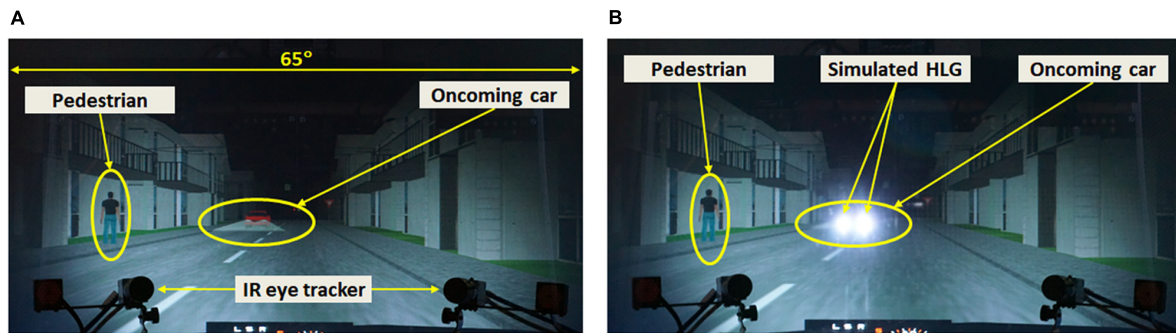 A
65°
Pedestrian
Oncoming car
IR eye tracker
L S R
B
Pedestrian
Simulated HLG
Oncoming car
L S R